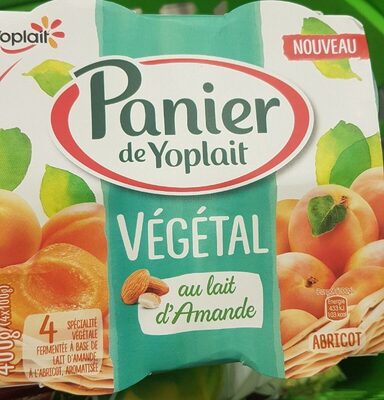 Yoplait
NOUVEAU
Panier
de Yoplait
VÉGÉTAL
au lait
d'Amande
400g (4x100g)
4 SPÉCIALITÉ
VÉGÉTALE
FERMENTÉE À BASE DE
LAIT D'AMANDE,
À L'ABRICOT, AROMATISÉE
Énergie
ABRICOT